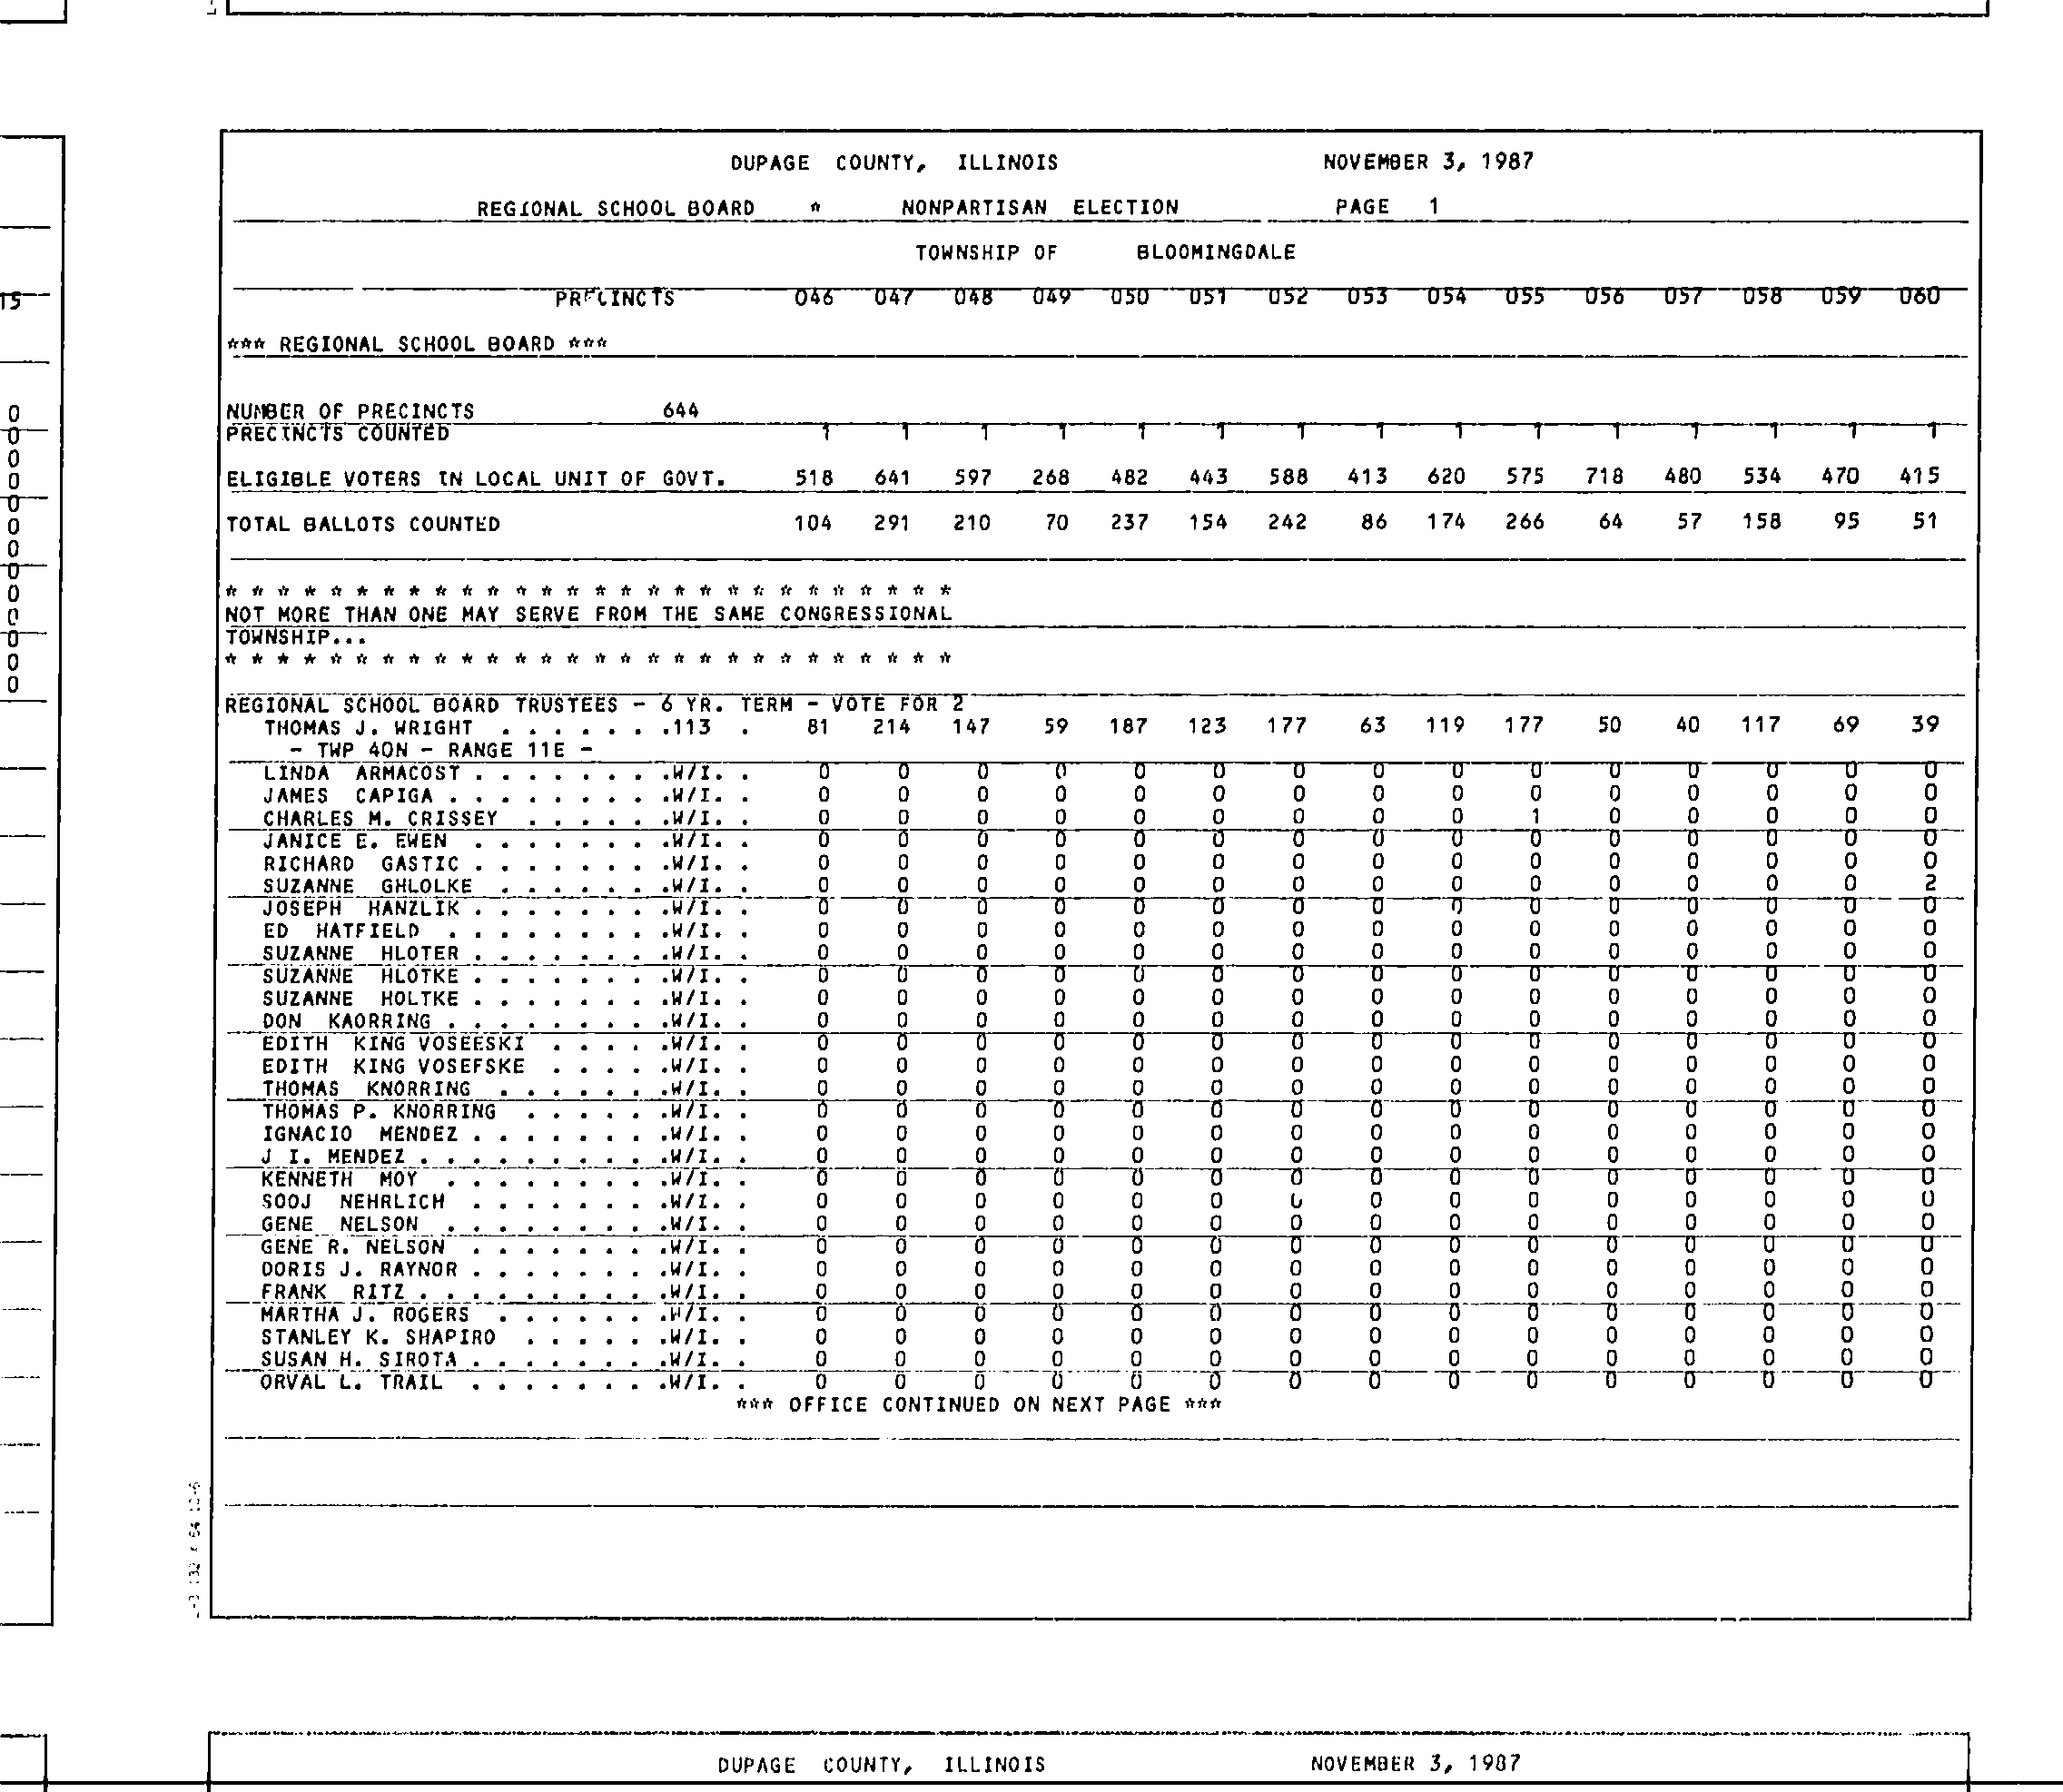 DUPAGE COUNTY, ILLINOIS NOVEMBER 3, 1987
REGIONAL SCHOOL BOARD * NONPARTISAN ELECTION PAGE 1
TOWNSHIP OF BLOOMINGDALE
15
PRECINCTS 046 047 048 049 050 051 052 053 054 055 056 057 058 059 060
*** REGIONAL SCHOOL BOARD ***
NUMBER OF PRECINCTS 644
PRECINCTS COUNTED 1 1 1 1 1 1 1 1 1 1 1 1 1 1 1
ELIGIBLE VOTERS IN LOCAL UNIT OF GOVT. 518 641 597 268 482 443 588 413 620 575 718 480 534 470 415
TOTAL BALLOTS COUNTED 104 291 210 70 237 154 242 86 174 266 64 57 158 95 51
* * * * * * * * * * * * * * * * * * * * * * * * * * * *
NOT MORE THAN ONE MAY SERVE FROM THE SAME CONGRESSIONAL
TOWNSHIP...
* * * * * * * * * * * * * * * * * * * * * * * * * * * *
REGIONAL SCHOOL BOARD TRUSTEES - 6 YR. TERM - VOTE FOR 2
THOMAS J. WRIGHT . . . . . . .113 . 81 214 147 59 187 123 177 63 119 177 50 40 117 69 39
- TWP 40N - RANGE 11E -
LINDA ARMACOST . . . . . . . .W/I. . 0 0 0 0 0 0 0 0 0 0 0 0 0 0 0
JAMES CAPIGA . . . . . . . . .W/I. . 0 0 0 0 0 0 0 0 0 0 0 0 0 0 0
CHARLES M. CRISSEY . . . . . .W/I. . 0 0 0 0 0 0 0 0 0 1 0 0 0 0 0
JANICE E. EWEN . . . . . . . .W/I. . 0 0 0 0 0 0 0 0 0 0 0 0 0 0 0
RICHARD GASTIC . . . . . . . .W/I. . 0 0 0 0 0 0 0 0 0 0 0 0 0 0 0
SUZANNE GHLOLKE . . . . . . .W/I. . 0 0 0 0 0 0 0 0 0 0 0 0 0 0 2
JOSEPH HANZLIK . . . . . . . .W/I. . 0 0 0 0 0 0 0 0 0 0 0 0 0 0 0
ED HATFIELD . . . . . . . . .W/I. . 0 0 0 0 0 0 0 0 0 0 0 0 0 0 0
SUZANNE HLOTER . . . . . . . .W/I. . 0 0 0 0 0 0 0 0 0 0 0 0 0 0 0
SUZANNE HLOTKE . . . . . . . .W/I. . 0 0 0 0 0 0 0 0 0 0 0 0 0 0 0
SUZANNE HOLTKE . . . . . . . .W/I. . 0 0 0 0 0 0 0 0 0 0 0 0 0 0 0
DON KAORRING . . . . . . . . .W/I. . 0 0 0 0 0 0 0 0 0 0 0 0 0 0 0
EDITH KING VOSEESKI . . . . .W/I. . 0 0 0 0 0 0 0 0 0 0 0 0 0 0 0
EDITH KING VOSEFSKE . . . . .W/I. . 0 0 0 0 0 0 0 0 0 0 0 0 0 0 0
THOMAS KNORRING . . . . . . .W/I. . 0 0 0 0 0 0 0 0 0 0 0 0 0 0 0
THOMAS P. KNORRING . . . . . .W/I. . 0 0 0 0 0 0 0 0 0 0 0 0 0 0 0
IGNACIO MENDEZ . . . . . . . .W/I. . 0 0 0 0 0 0 0 0 0 0 0 0 0 0 0
J I. MENDEZ . . . . . . . . . .W/I. . 0 0 0 0 0 0 0 0 0 0 0 0 0 0 0
KENNETH MOY . . . . . . . . .W/I. . 0 0 0 0 0 0 0 0 0 0 0 0 0 0 0
SOOJ NEHRLICH . . . . . . . .W/I. . 0 0 0 0 0 0 0 0 0 0 0 0 0 0 0
GENE NELSON . . . . . . . . .W/I. . 0 0 0 0 0 0 0 0 0 0 0 0 0 0 0
GENE R. NELSON . . . . . . . .W/I. . 0 0 0 0 0 0 0 0 0 0 0 0 0 0 0
DORIS J. RAYNOR . . . . . . . .W/I. . 0 0 0 0 0 0 0 0 0 0 0 0 0 0 0
FRANK RITZ . . . . . . . . . .W/I. . 0 0 0 0 0 0 0 0 0 0 0 0 0 0 0
MARTHA J. ROGERS . . . . . . .W/I. . 0 0 0 0 0 0 0 0 0 0 0 0 0 0 0
STANLEY K. SHAPIRO . . . . . .W/I. . 0 0 0 0 0 0 0 0 0 0 0 0 0 0 0
SUSAN H. SIROTA . . . . . . . .W/I. . 0 0 0 0 0 0 0 0 0 0 0 0 0 0 0
ORVAL L. TRAIL . . . . . . . .W/I. . 0 0 0 0 0 0 0 0 0 0 0 0 0 0 0
*** OFFICE CONTINUED ON NEXT PAGE ***
0
0
0
0
0
0
0
0
0
0
0
0
0
DUPAGE COUNTY, ILLINOIS NOVEMBER 3, 1987